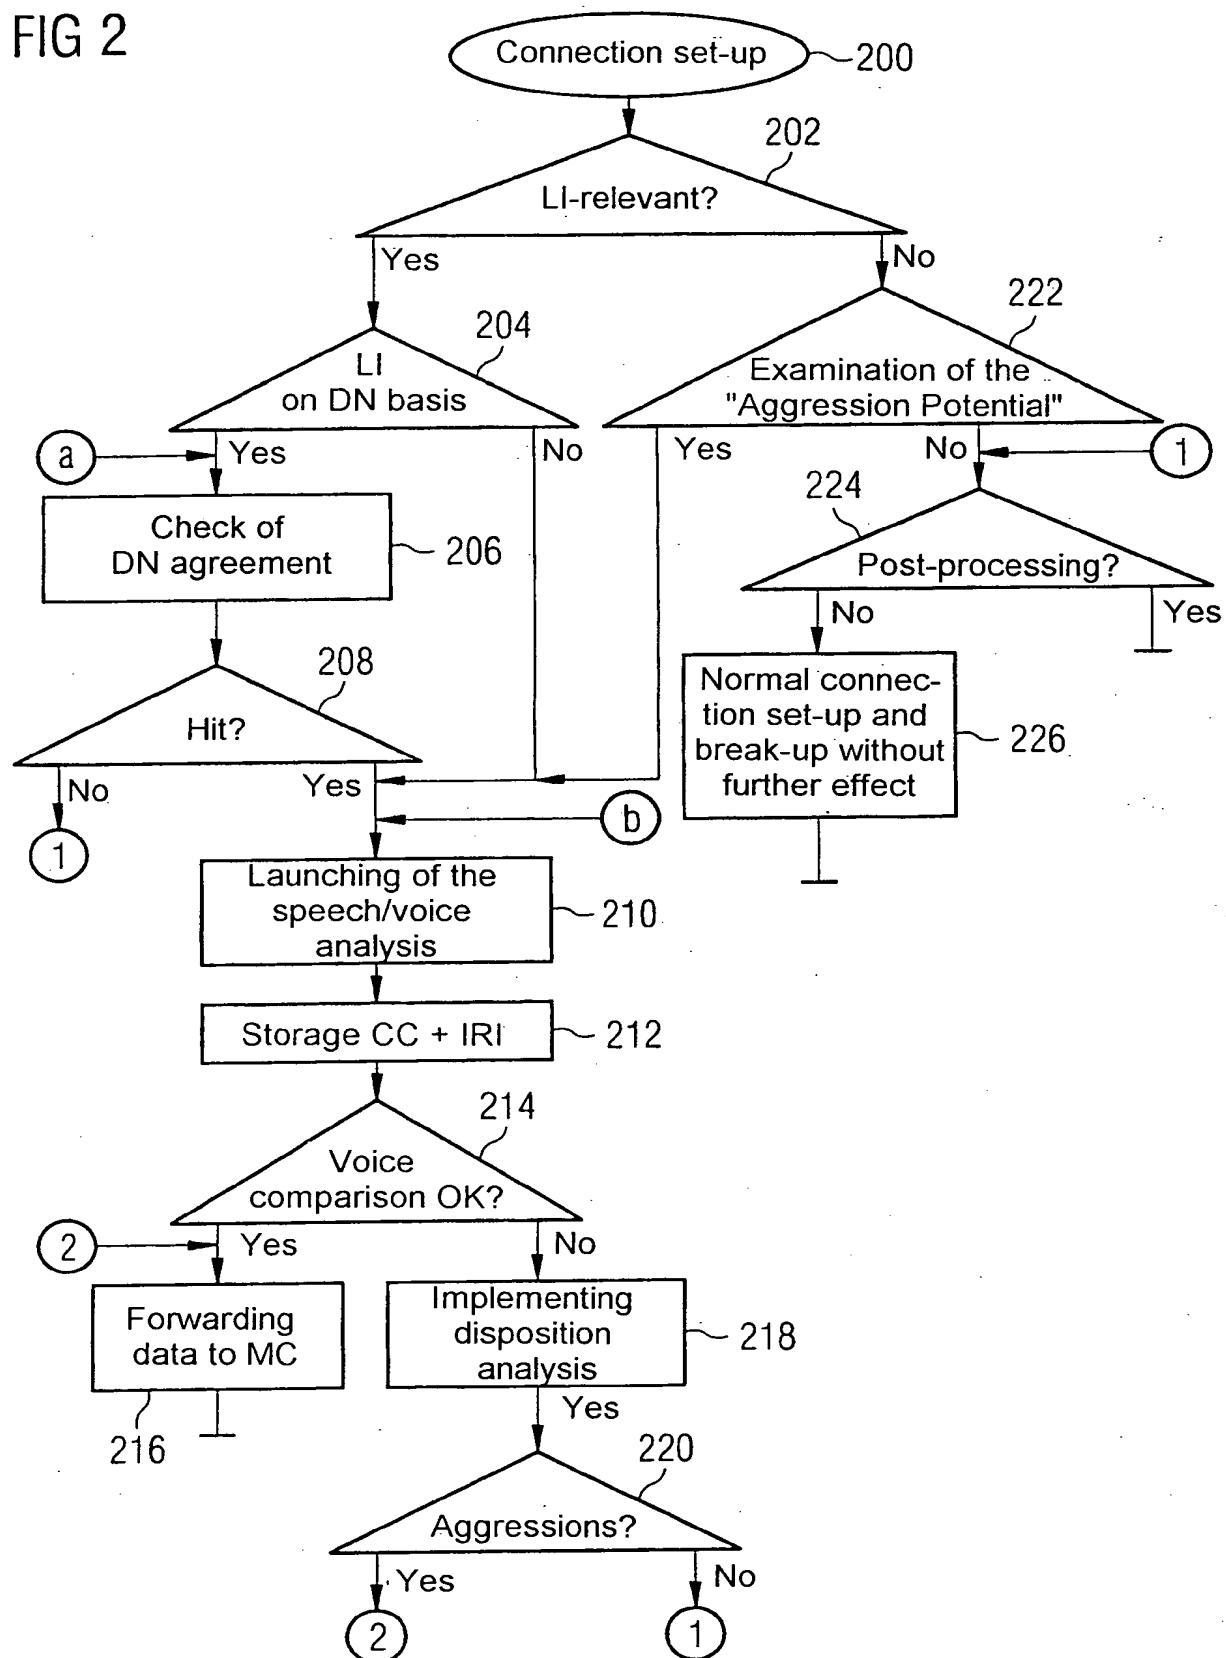 FIG 2
Connection set-up
200
202
LI-relevant?
Yes
No
204
222
LI
on DN basis
Examination of the
"Aggression Potential"
a
Yes
No
Yes
No
1
224
Check of
DN agreement
206
Post-processing?
No
Yes
208
Hit?
Normal connec-
tion set-up and
break-up without
further effect
226
No
Yes
b
1
Launching of the
speech/voice
analysis
210
Storage CC + IRI
212
214
Voice
comparison OK?
2
Yes
No
Forwarding
data to MC
Implementing
disposition
analysis
218
216
Yes
220
Aggressions?
Yes
No
2
1